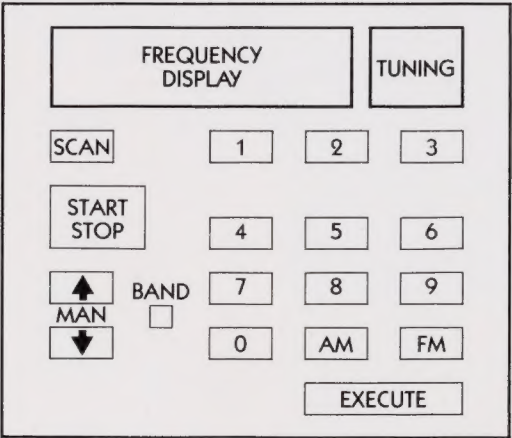 FREQUENCY
DISPLAY
TUNING
SCAN
1 2 3
START
STOP
4 5 6
BAND
7 8 9
MAN
0 AM FM
EXECUTE